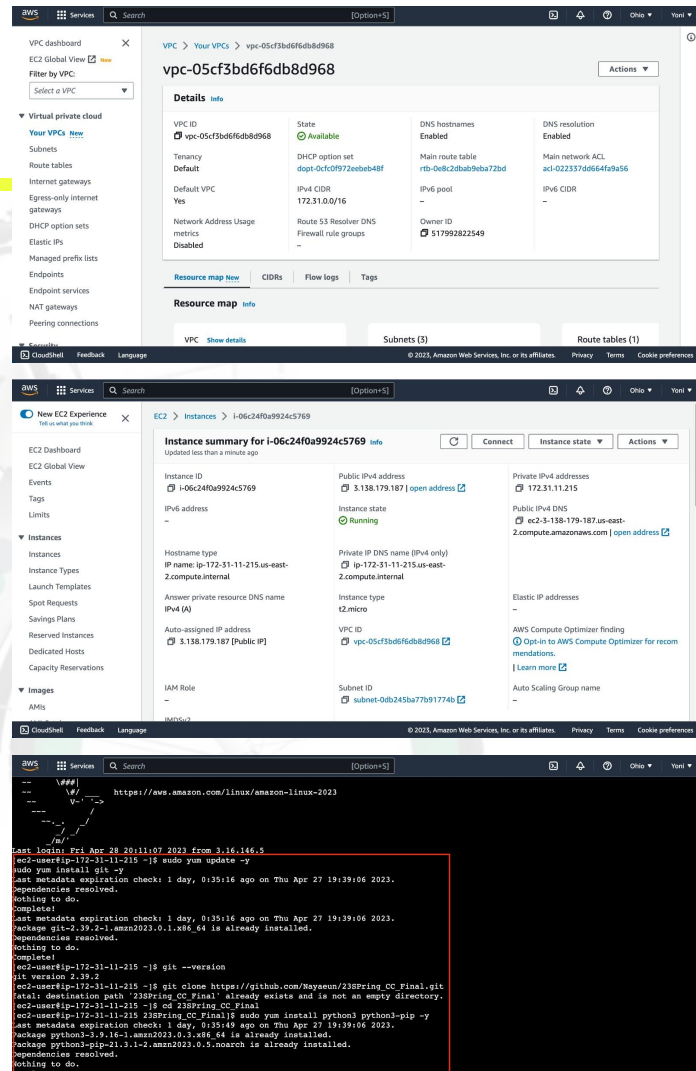 aws Services Search [Option+S] Ohio Yoni
VPC dashboard
EC2 Global View New
Filter by VPC:
Select a VPC
Virtual private cloud
Your VPCs New
Subnets
Route tables
Internet gateways
Egress-only internet
gateways
DHCP option sets
Elastic IPs
Managed prefix lists
Endpoints
Endpoint services
NAT gateways
Peering connections
Security
VPC > Your VPCs > vpc-05cf3bd6f6db8d968
vpc-05cf3bd6f6db8d968
Actions
Details Info
VPC ID
vpc-05cf3bd6f6db8d968
State
Available
DNS hostnames
Enabled
DNS resolution
Enabled
Tenancy
Default
DHCP option set
dopt-0cfc0f972eebeb48f
Main route table
rtb-0e8c2dbab9eba72bd
Main network ACL
acl-022337dd664fa9a56
Default VPC
Yes
IPv4 CIDR
172.31.0.0/16
IPv6 pool
–
IPv6 CIDR
–
Network Address Usage
metrics
Disabled
Route 53 Resolver DNS
Firewall rule groups
–
Owner ID
517992822549
Resource map New CIDRs Flow logs Tags
Resource map Info
VPC Show details
Subnets (3)
Route tables (1)
CloudShell Feedback Language © 2023, Amazon Web Services, Inc. or its affiliates. Privacy Terms Cookie preferences
aws Services Search [Option+S] Ohio Yoni
New EC2 Experience
Tell us what you think
EC2 Dashboard
EC2 Global View
Events
Tags
Limits
Instances
Instances
Instance Types
Launch Templates
Spot Requests
Savings Plans
Reserved Instances
Dedicated Hosts
Capacity Reservations
Images
AMIs
EC2 > Instances > i-06c24f0a9924c5769
Instance summary for i-06c24f0a9924c5769 Info
Updated less than a minute ago
Connect Instance state Actions
Instance ID
i-06c24f0a9924c5769
Public IPv4 address
3.138.179.187 | open address
Private IPv4 addresses
172.31.11.215
IPv6 address
–
Instance state
Running
Public IPv4 DNS
ec2-3-138-179-187.us-east-
2.compute.amazonaws.com | open address
Hostname type
IP name: ip-172-31-11-215.us-east-
2.compute.internal
Private IP DNS name (IPv4 only)
ip-172-31-11-215.us-east-
2.compute.internal
Answer private resource DNS name
IPv4 (A)
Instance type
t2.micro
Elastic IP addresses
–
Auto-assigned IP address
3.138.179.187 [Public IP]
VPC ID
vpc-05cf3bd6f6db8d968
AWS Compute Optimizer finding
Opt-in to AWS Compute Optimizer for recom
mendations.
| Learn more
IAM Role
–
Subnet ID
subnet-0db245ba77b91774b
Auto Scaling Group name
–
IMDSv2
CloudShell Feedback Language © 2023, Amazon Web Services, Inc. or its affiliates. Privacy Terms Cookie preferences
aws Services Search [Option+S] Ohio Yoni
https://aws.amazon.com/linux/amazon-linux-2023
Last login: Fri Apr 28 20:11:07 2023 from 3.16.146.5
[ec2-user@ip-172-31-11-215 ~]$ sudo yum update -y
sudo yum install git -y
Last metadata expiration check: 1 day, 0:35:16 ago on Thu Apr 27 19:39:06 2023.
Dependencies resolved.
Nothing to do.
Complete!
Last metadata expiration check: 1 day, 0:35:16 ago on Thu Apr 27 19:39:06 2023.
Package git-2.39.2-1.amzn2023.0.1.x86_64 is already installed.
Dependencies resolved.
Nothing to do.
Complete!
[ec2-user@ip-172-31-11-215 ~]$ git --version
git version 2.39.2
[ec2-user@ip-172-31-11-215 ~]$ git clone https://github.com/Nayaeun/23SPring_CC_Final.git
fatal: destination path '23SPring_CC_Final' already exists and is not an empty directory.
[ec2-user@ip-172-31-11-215 ~]$ cd 23SPring_CC_Final
[ec2-user@ip-172-31-11-215 23SPring_CC_Final]$ sudo yum install python3 python3-pip -y
Last metadata expiration check: 1 day, 0:35:49 ago on Thu Apr 27 19:39:06 2023.
Package python3-3.9.16-1.amzn2023.0.3.x86_64 is already installed.
Package python3-pip-21.3.1-2.amzn2023.0.5.noarch is already installed.
Dependencies resolved.
Nothing to do.